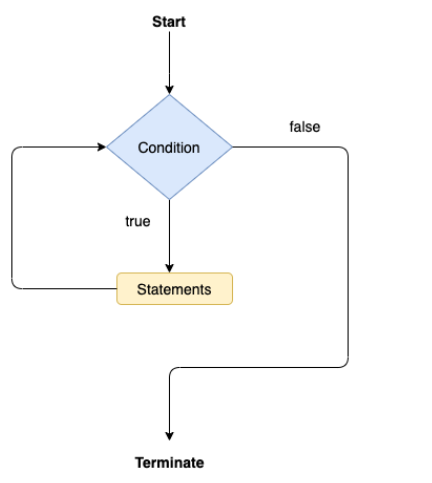 Start
false
Condition
true
Statements
Terminate